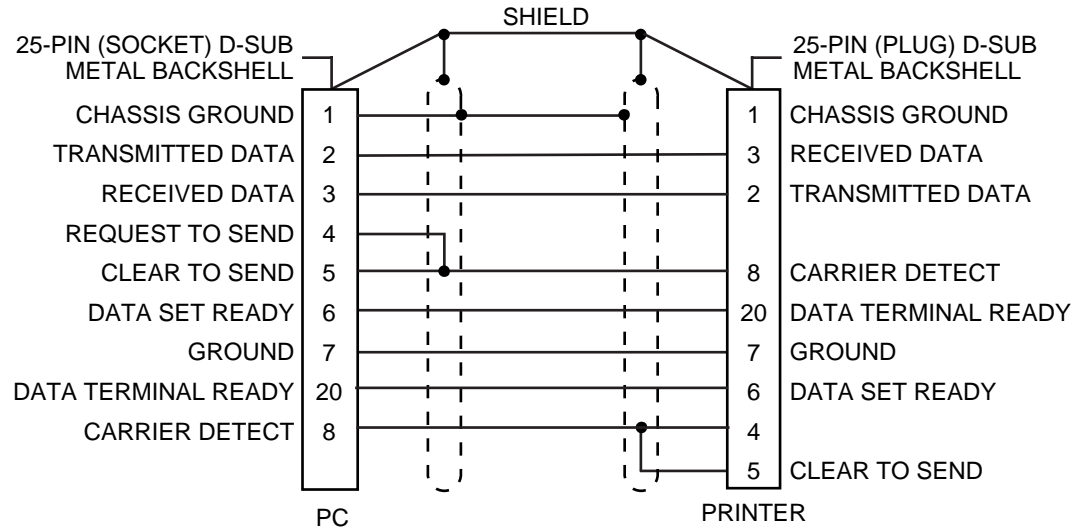 SHIELD
25-PIN (SOCKET) D-SUB
METAL BACKSHELL
25-PIN (PLUG) D-SUB
METAL BACKSHELL
CHASSIS GROUND 1 1 CHASSIS GROUND
TRANSMITTED DATA 2 3 RECEIVED DATA
RECEIVED DATA 3 2 TRANSMITTED DATA
REQUEST TO SEND 4
CLEAR TO SEND 5 8 CARRIER DETECT
DATA SET READY 6 20 DATA TERMINAL READY
GROUND 7 7 GROUND
DATA TERMINAL READY 20 6 DATA SET READY
CARRIER DETECT 8 4
5 CLEAR TO SEND
PC PRINTER